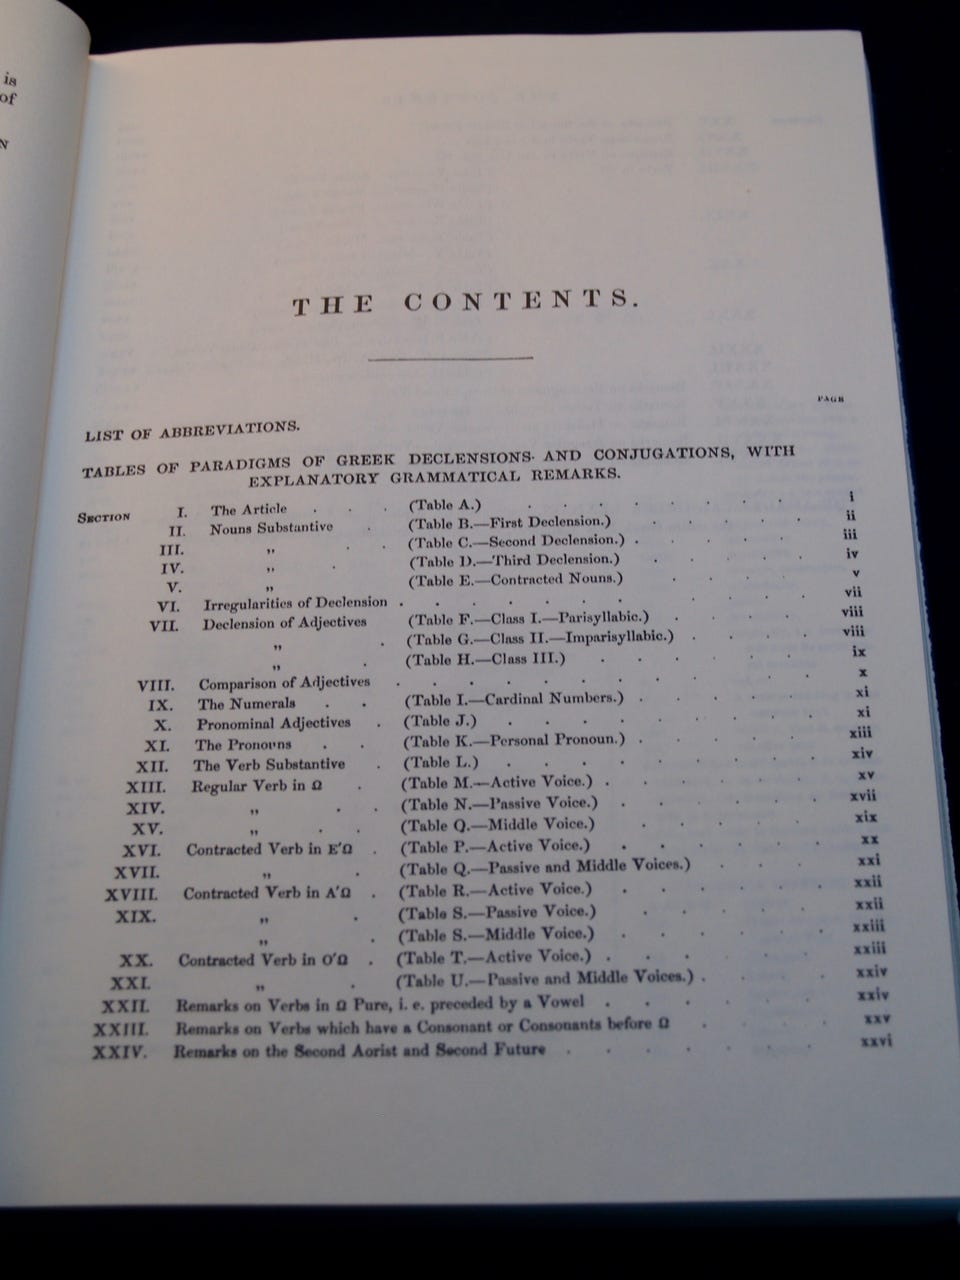 is
of
N
THE CONTENTS.
PAGE
LIST OF ABBREVIATIONS.
TABLES OF PARADIGMS OF GREEK DECLENSIONS AND CONJUGATIONS, WITH
EXPLANATORY GRAMMATICAL REMARKS.
SECTION I. The Article . . . (Table A.) . . . . . . . i
II. Nouns Substantive . (Table B.—First Declension.) . . . . . ii
III. „ . . (Table C.—Second Declension.) . . . . . iii
IV. „ . (Table D.—Third Declension.) . . . . . iv
V. „ (Table E.—Contracted Nouns.) . . . . v
VI. Irregularities of Declension . . . . . . . . . . vii
VII. Declension of Adjectives (Table F.—Class I.—Parisyllabic.) . . . . viii
„ . (Table G.—Class II.—Imparisyllabic.) . . . . viii
„ . (Table H.—Class III.) . . . . . . ix
VIII. Comparison of Adjectives . . . . . . . . . . . x
IX. The Numerals . . (Table I.—Cardinal Numbers.) . . . . . xi
X. Pronominal Adjectives . (Table J.) . . . . . . . . xi
XI. The Pronouns . . (Table K.—Personal Pronoun.) . . . . . xiii
XII. The Verb Substantive . (Table L.) . . . . . . . . xiv
XIII. Regular Verb in Ω . (Table M.—Active Voice.) . . . . . . xv
XIV. „ . . (Table N.—Passive Voice.) . . . . . . xvii
XV. „ . . (Table Q.—Middle Voice.) . . . . . xix
XVI. Contracted Verb in E'Ω . (Table P.—Active Voice.) . . . . . . xx
XVII. „ . (Table Q.—Passive and Middle Voices.) . . . . xxi
XVIII. Contracted Verb in A'Ω . (Table R.—Active Voice.) . . . . . . xxii
XIX. „ . (Table S.—Passive Voice.) . . . . . xxii
„ . (Table S.—Middle Voice.) . . . . . . xxiii
XX. Contracted Verb in O'Ω . (Table T.—Active Voice.) . . . . . . xxiii
XXI. „ . (Table U.—Passive and Middle Voices.) . . . . xxiv
XXII. Remarks on Verbs in Ω Pure, i. e. preceded by a Vowel . . . . . . xxiv
XXIII. Remarks on Verbs which have a Consonant or Consonants before Ω . . . . xxv
XXIV. Remarks on the Second Aorist and Second Future . . . . . . . xxvi